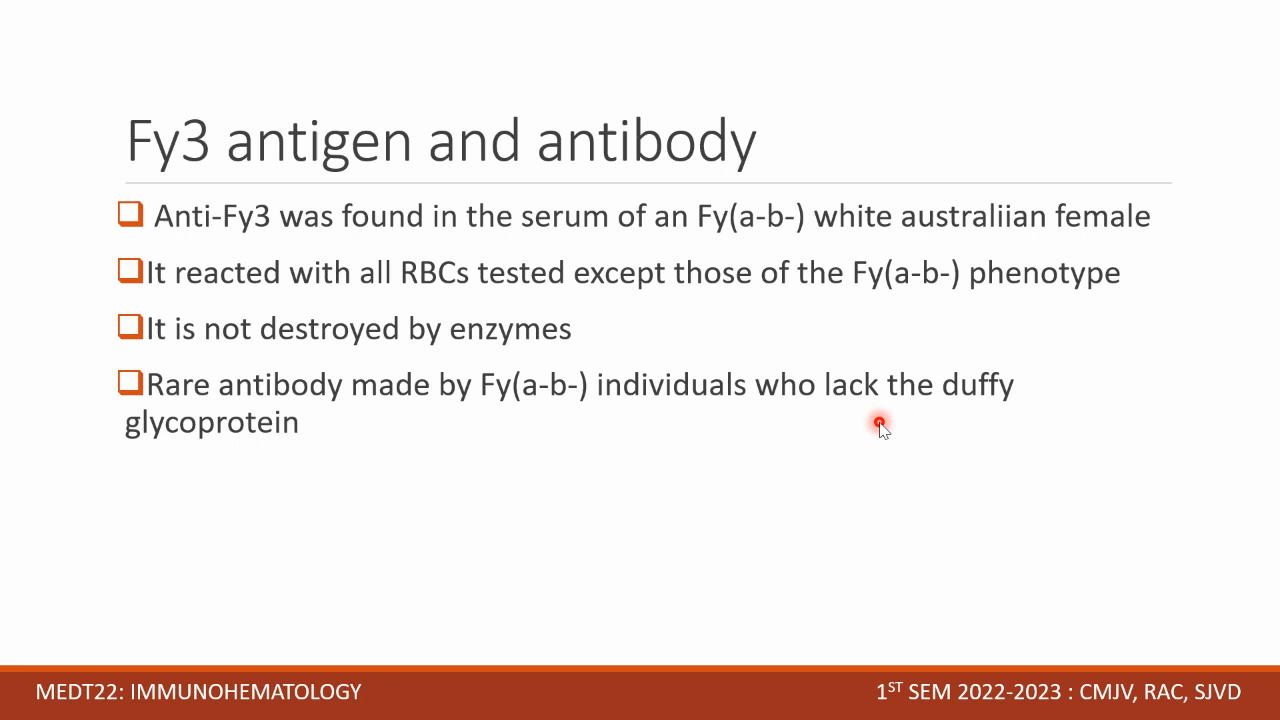 Fy3 antigen and antibody
Anti-Fy3 was found in the serum of an Fy(a-b-) white australiian female
It reacted with all RBCs tested except those of the Fy(a-b-) phenotype
It is not destroyed by enzymes
Rare antibody made by Fy(a-b-) individuals who lack the duffy
glycoprotein
MEDT22: IMMUNOHEMATOLOGY
1ST SEM 2022-2023 : CMJV, RAC, SJVD